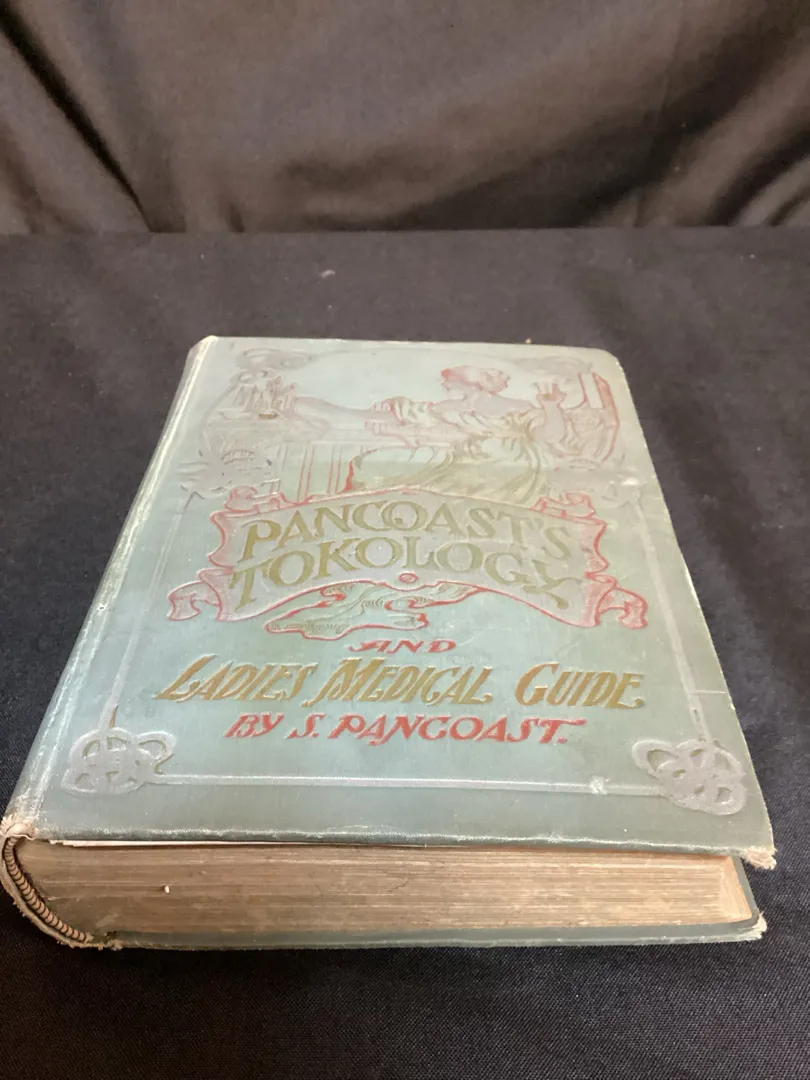 PANCOAST'S
TOKOLOGY
AND
LADIES MEDICAL GUIDE
BY S. PANCOAST.